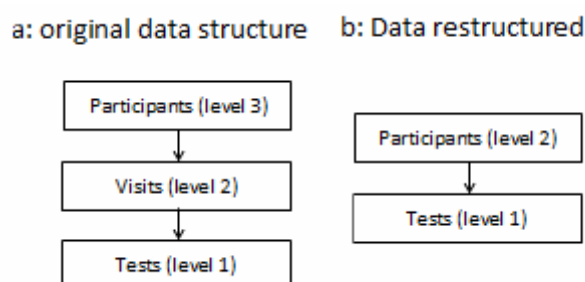 a: original data structure
Participants (level 3)
Visits (level 2)
Tests (level 1)
b: Data restructured
Participants (level 2)
Tests (level 1)